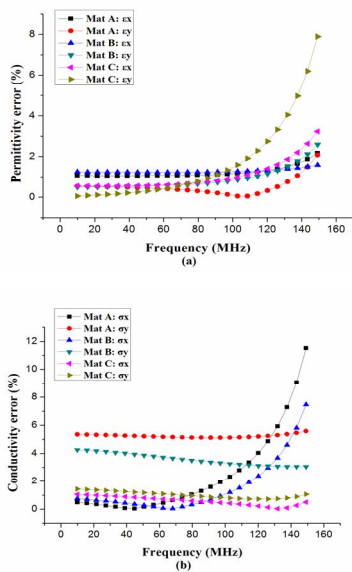 Mat A: εx
Mat A: εy
Mat B: εx
Mat B: εy
Mat C: εx
Mat C: εy
8
6
4
2
0
Permittivity error (%)
0 20 40 60 80 100 120 140 160
Frequency (MHz)
(a)
Mat A: σx
Mat A: σy
Mat B: σx
Mat B: σy
Mat C: σx
Mat C: σy
12
10
8
6
4
2
0
Conductivity error (%)
0 20 40 60 80 100 120 140 160
Frequency (MHz)
(b)